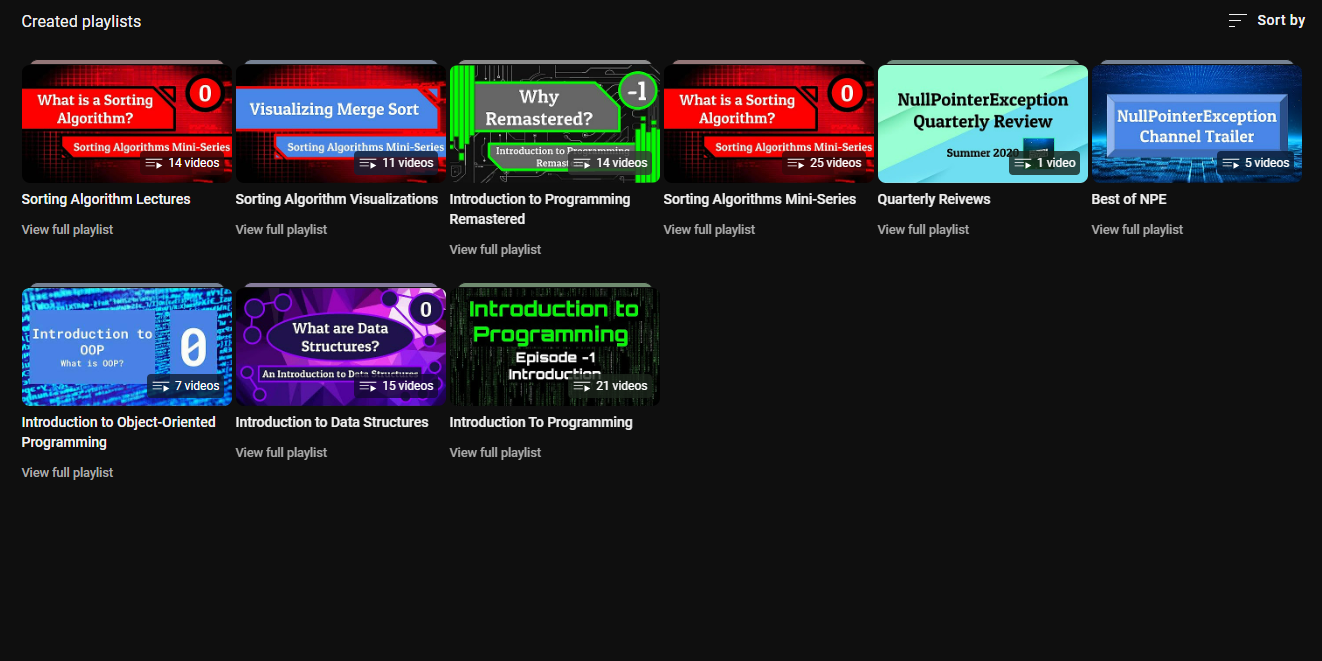 Created playlists
Sort by
What is a Sorting
Algorithm?
0
Sorting Algorithms Mini-Series
14 videos
Sorting Algorithm Lectures
View full playlist
Visualizing Merge Sort
Sorting Algorithms Mini-Series
11 videos
Sorting Algorithm Visualizations
View full playlist
Why
Remastered?
-1
Introduction to Programming
14 videos
Introduction to Programming
Remastered
View full playlist
What is a Sorting
Algorithm?
0
Sorting Algorithms Mini-Series
25 videos
Sorting Algorithms Mini-Series
View full playlist
NullPointerException
Quarterly Review
Summer 2020
1 video
Quarterly Reivews
View full playlist
NullPointerException
Channel Trailer
5 videos
Best of NPE
View full playlist
Introduction to
OOP
What is OOP?
0
7 videos
Introduction to Object-Oriented
Programming
View full playlist
What are Data
Structures?
0
An Introduction to Data Structures
15 videos
Introduction to Data Structures
View full playlist
Introduction to
Programming
Episode -1
Introduction
21 videos
Introduction To Programming
View full playlist